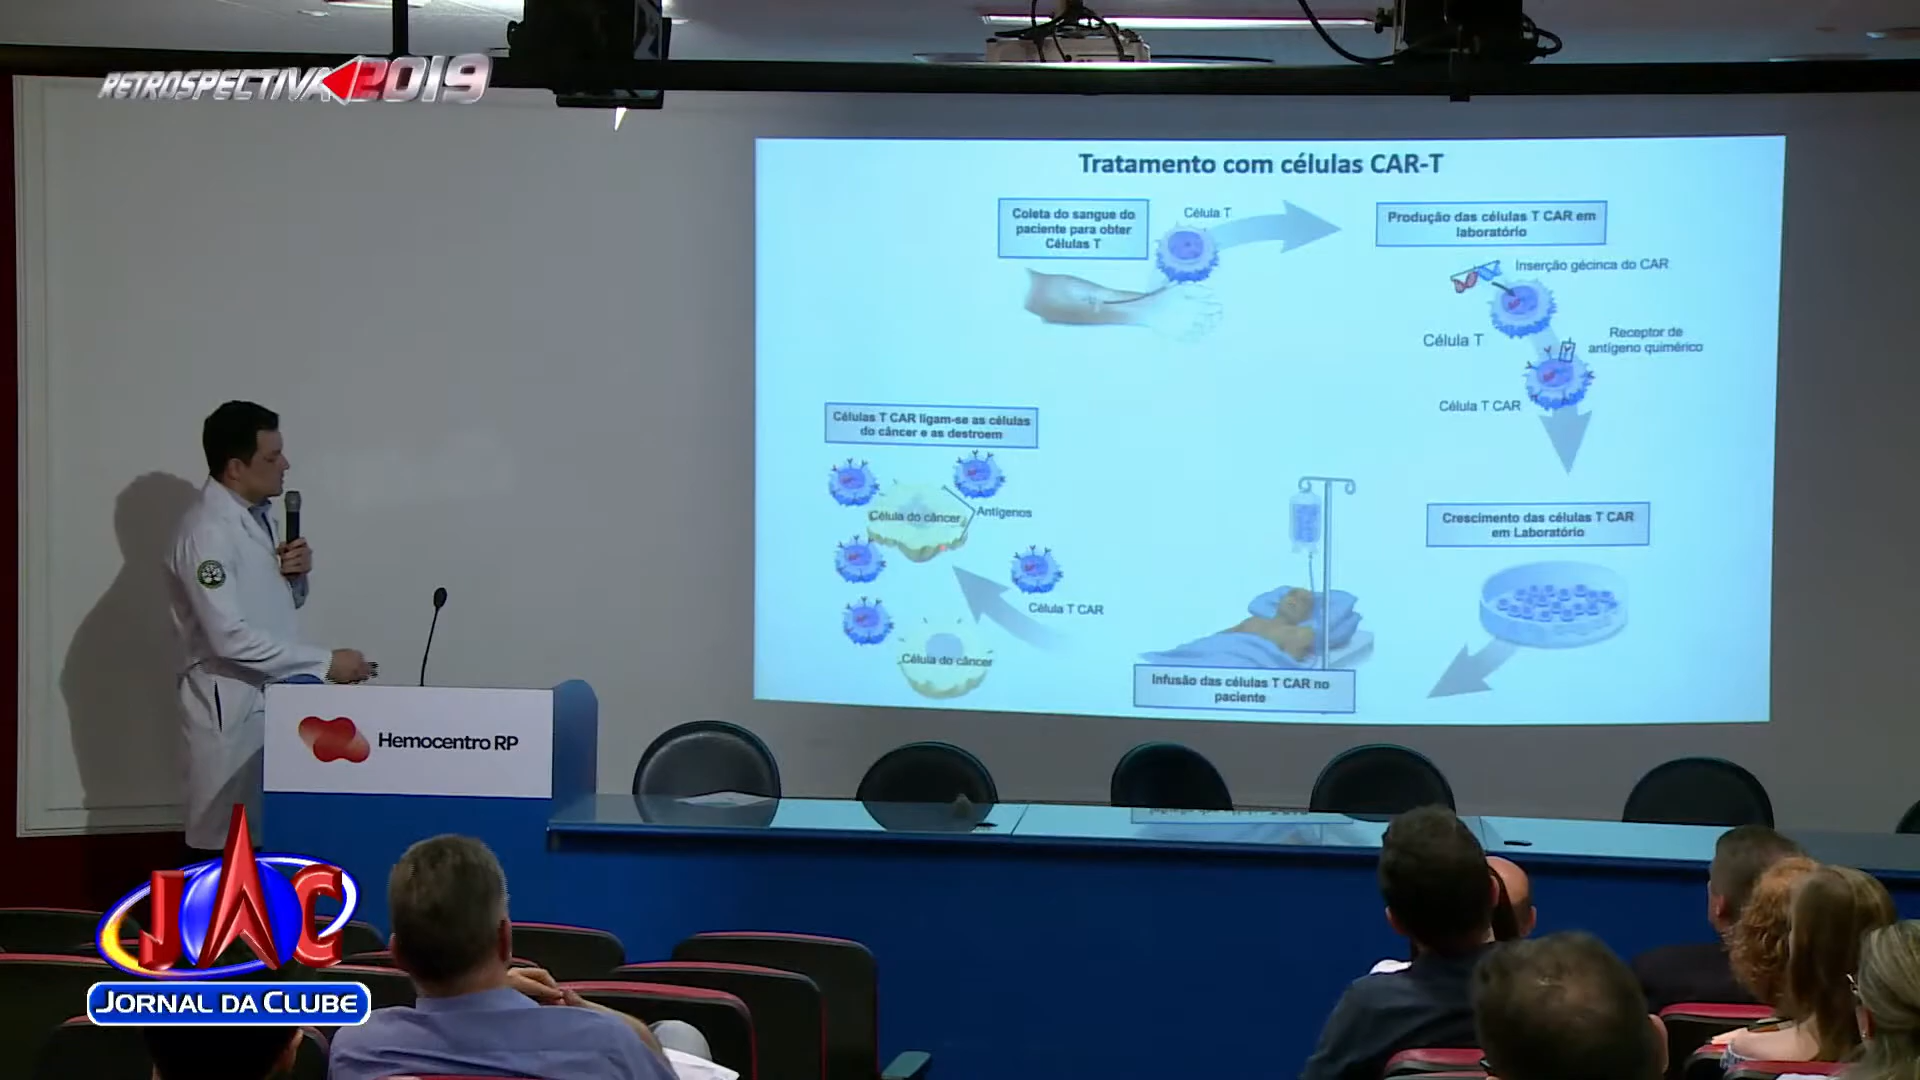 RETROSPECTIVA 2019
Tratamento com células CAR-T
Coleta do sangue do
paciente para obter
Células T
Célula T
Produção das células T CAR em
laboratório
Inserção gécinca do CAR
Célula T
Receptor de
antígeno quimérico
Célula T CAR
Células T CAR ligam-se as células
do câncer e as destroem
Célula do câncer
Antígenos
Crescimento das células T CAR
em Laboratório
Célula T CAR
Célula do câncer
Infusão das células T CAR no
paciente
Hemocentro RP
JAC
JORNAL DA CLUBE